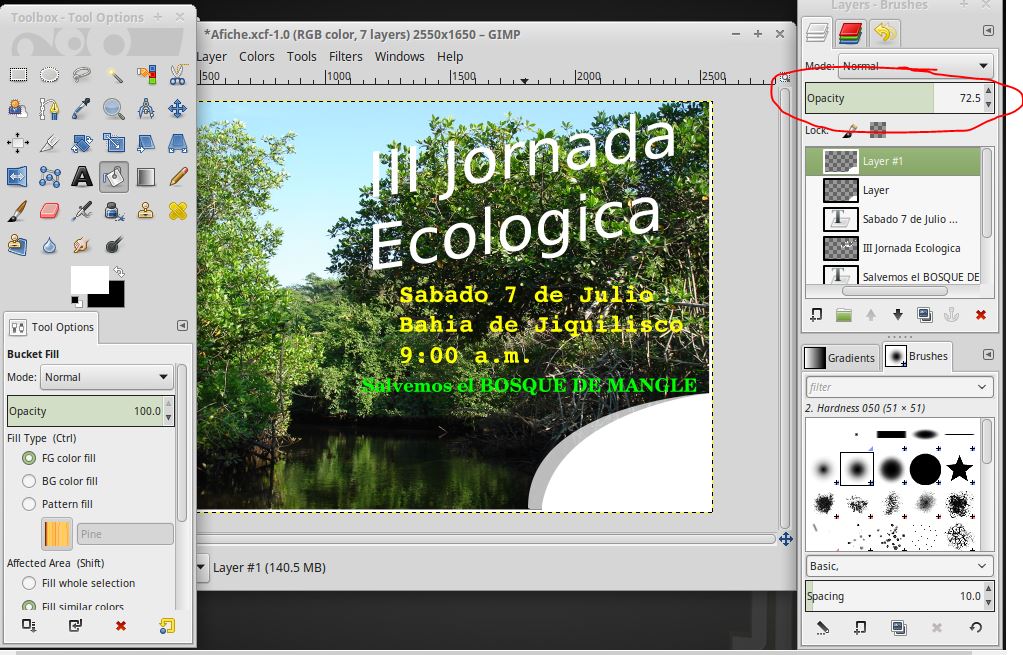 Toolbox - Tool Options
Bucket Fill
Tool Options
Mode: Normal
Opacity 100.0
Fill Type (Ctrl)
FG color fill
BG color fill
Pattern fill
Pine
Affected Area (Shift)
Fill whole selection
Fill similar colors
*Afiche.xcf-1.0 (RGB color, 7 layers) 2550x1650 – GIMP
Layer Colors Tools Filters Windows Help
500 1000 1500 2000 2500
III Jornada
Ecologica
Sabado 7 de Julio
Bahia de Jiquilisco
9:00 a.m.
Salvemos el BOSQUE DE MANGLE
Layer #1 (140.5 MB)
Layers - Brushes
Mode: Normal
Opacity 72.5
Lock:
Layer #1
Layer
Sabado 7 de Julio ...
III Jornada Ecologica
Salvemos el BOSQUE DE
Gradients Brushes
filter
2. Hardness 050 (51 × 51)
Basic,
Spacing 10.0